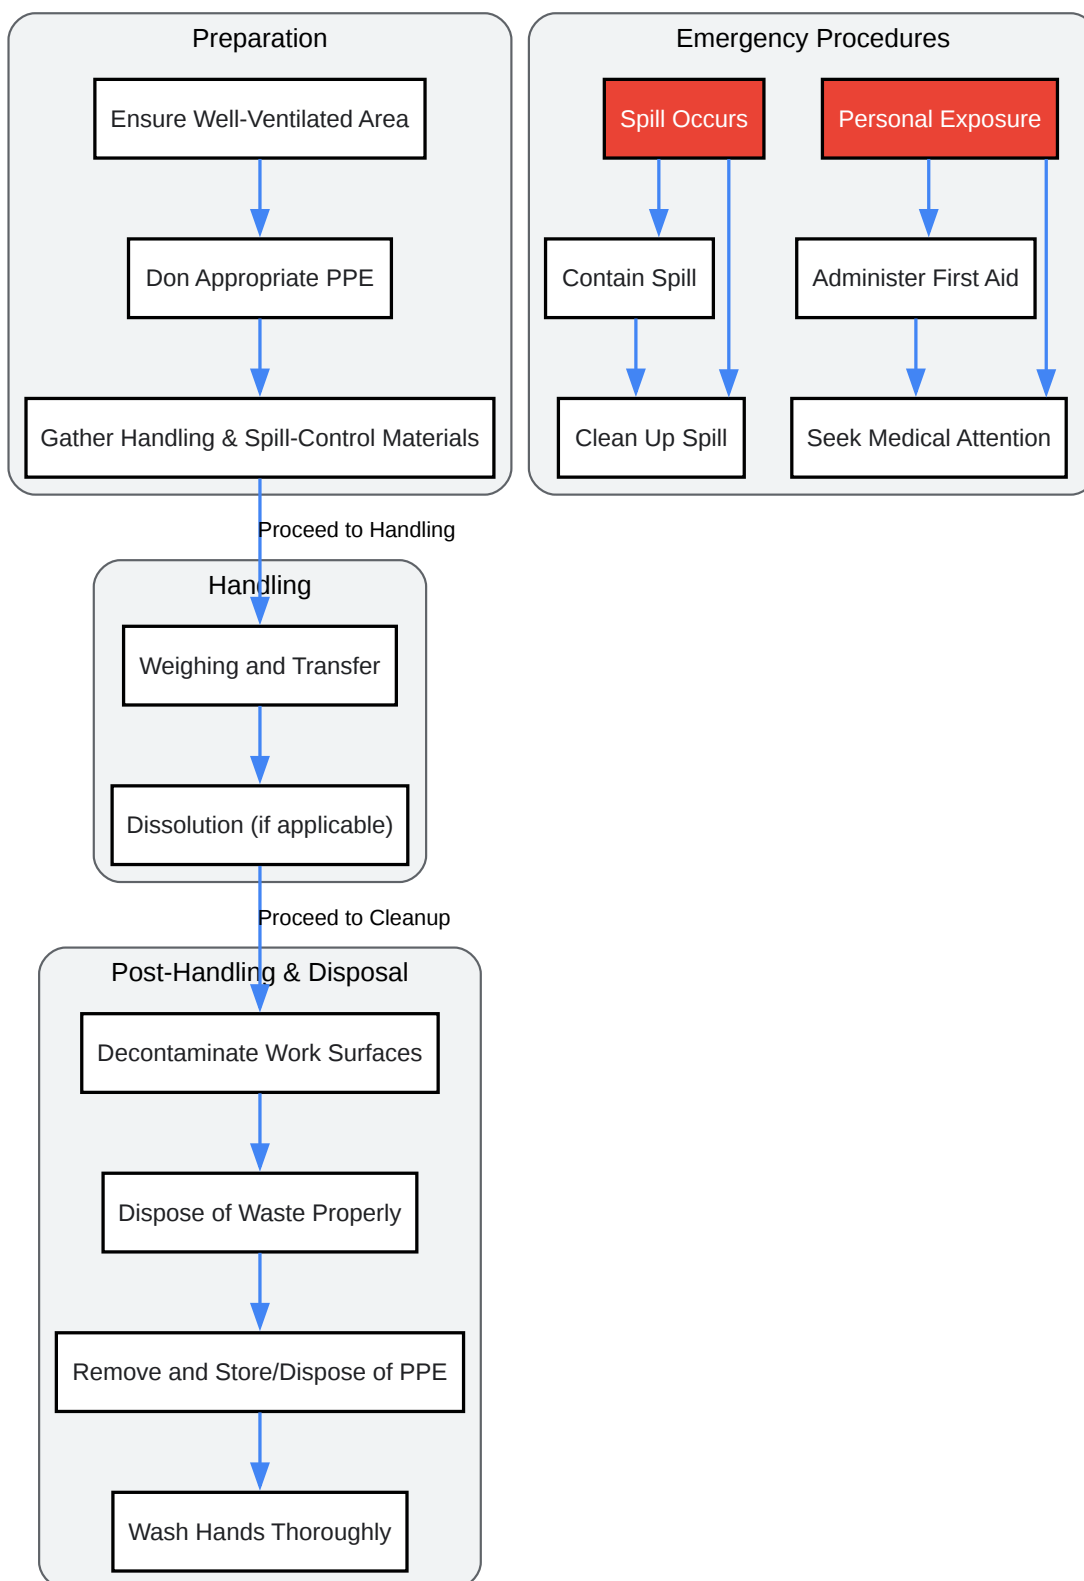 Preparation
Ensure Well-Ventilated Area
Don Appropriate PPE
Gather Handling & Spill-Control Materials
Proceed to Handling
Handling
Weighing and Transfer
Dissolution (if applicable)
Proceed to Cleanup
Post-Handling & Disposal
Decontaminate Work Surfaces
Dispose of Waste Properly
Remove and Store/Dispose of PPE
Wash Hands Thoroughly
Emergency Procedures
Spill Occurs
Contain Spill
Clean Up Spill
Personal Exposure
Administer First Aid
Seek Medical Attention